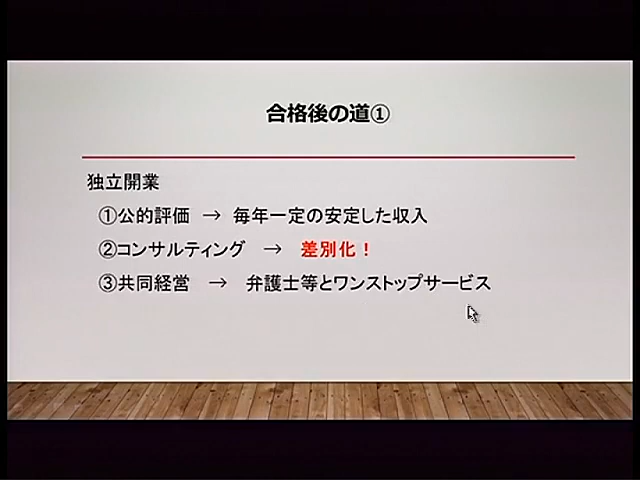 合格後の道①
独立開業
①公的評価 → 毎年一定の安定した収入
②コンサルティング → 差別化！
③共同経営 → 弁護士等とワンストップサービス